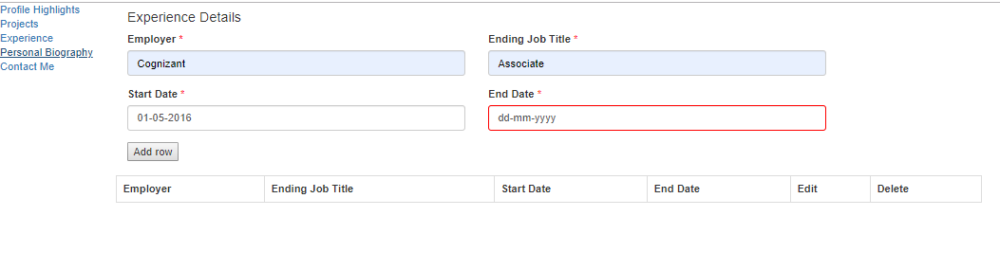 Profile Highlights
Projects
Experience
Personal Biography
Contact Me
Experience Details
Employer * Ending Job Title *
Cognizant Associate
Start Date * End Date *
01-05-2016 dd-mm-yyyy
Add row
Employer Ending Job Title Start Date End Date Edit Delete